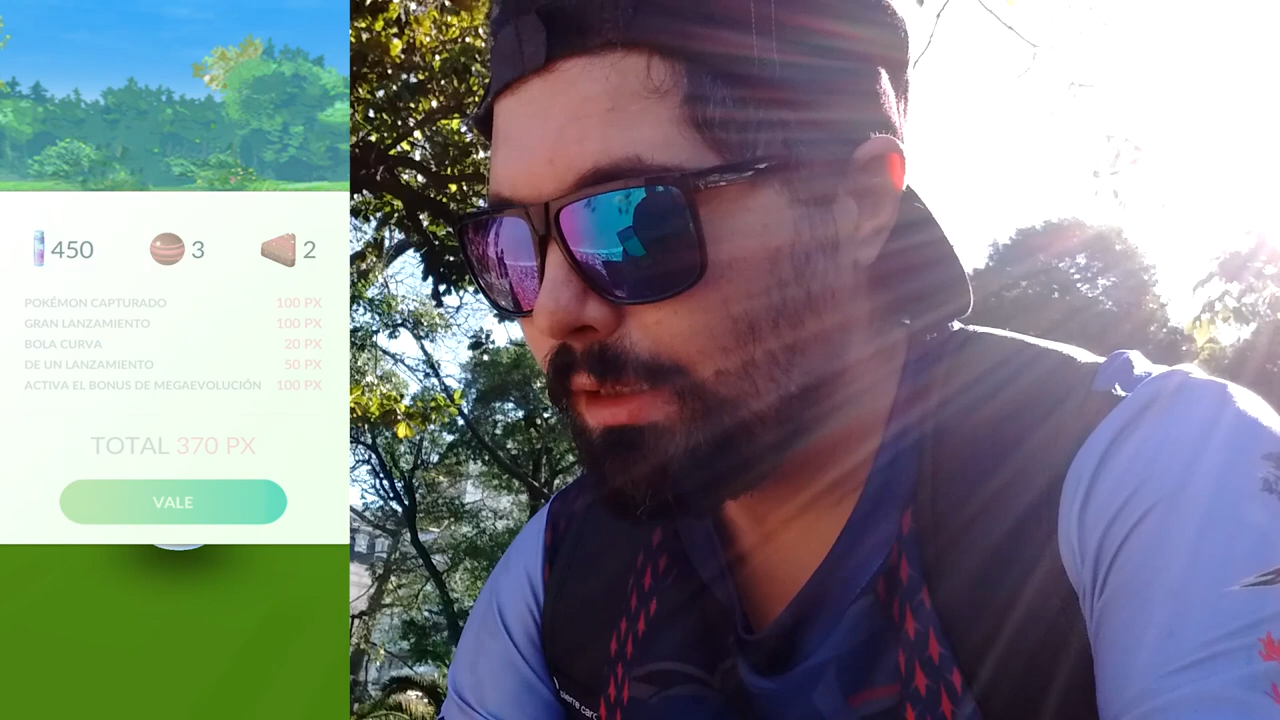 450 3 2
POKÉMON CAPTURADO 100 PX
GRAN LANZAMIENTO 100 PX
BOLA CURVA 20 PX
DE UN LANZAMIENTO 50 PX
ACTIVA EL BONUS DE MEGAEVOLUCIÓN 100 PX
TOTAL 370 PX
VALE
pierre